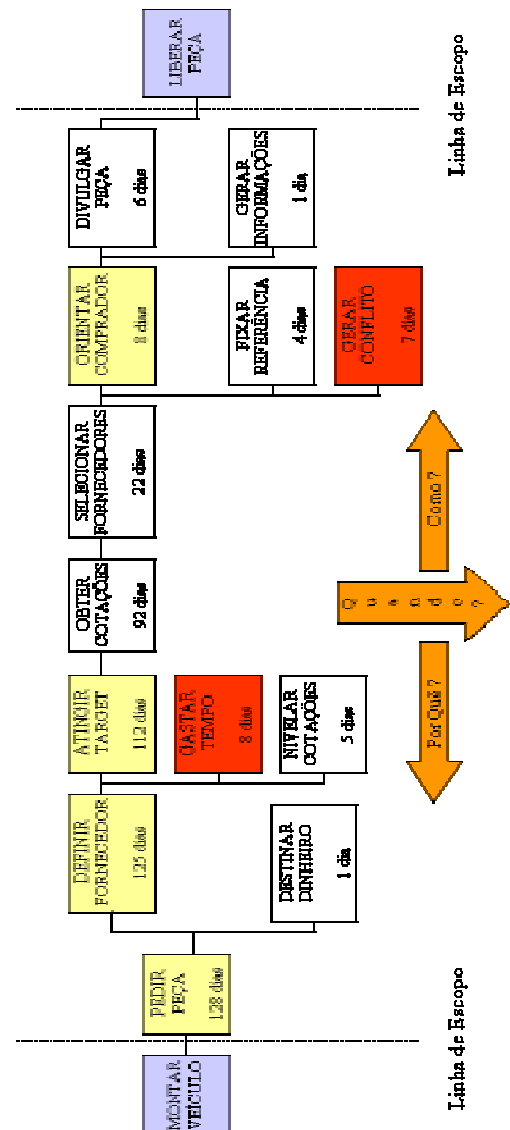 MONTAR
VEÍCULO
Linha de Escopo
PEDIR
PEÇA
128 dias
DEFINIR
FORNECEDOR
125 dias
DESTINAR
DINHEIRO
1 dia
ATINGIR
TARGET
112 dias
GASTAR
TEMPO
8 dias
NIVELAR
COTAÇÕES
5 dias
OBTER
COTAÇÕES
92 dias
SELECIONAR
FORNECEDORES
22 dias
ORIENTAR
COMPRADOR
8 dias
FIXAR
REFERÊNCIA
4 dias
GERAR
CONFLITO
7 dias
DIVULGAR
PEÇA
6 dias
GERAR
INFORMAÇÕES
1 dia
LIBERAR
PEÇA
Linha de Escopo
Por Quê ?
Quando?
Como ?